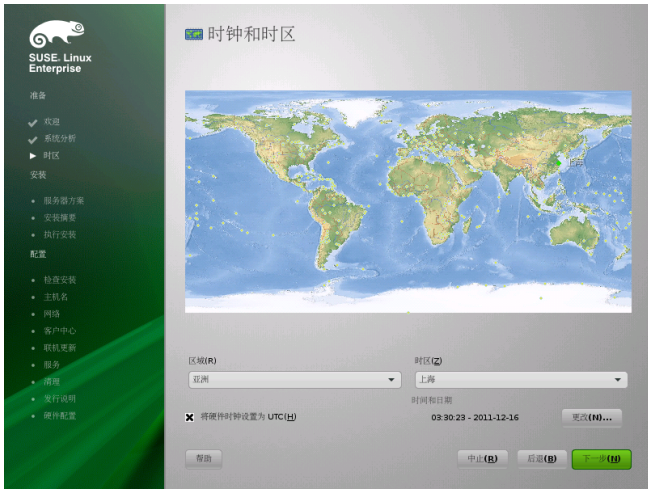 SUSE. Linux
Enterprise
准备
欢迎
系统分析
时区
安装
服务器方案
安装摘要
执行安装
配置
检查安装
主机名
网络
客户中心
联机更新
服务
清理
发行说明
硬件配置
时钟和时区
上海
区域(R)
时区(Z)
亚洲
上海
时间和日期
将硬件时钟设置为 UTC(H)
03:30:23 - 2011-12-16
更改(N)...
帮助
中止(R)
后退(B)
下一步(N)